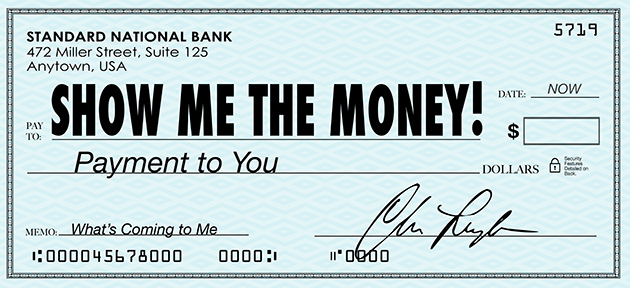 STANDARD NATIONAL BANK 5719
472 Miller Street, Suite 125
Anytown, USA
DATE: NOW
PAY TO: SHOW ME THE MONEY!
$
Payment to You DOLLARS
Security
Features
Detailed on
Back.
MEMO: What's Coming to Me
⑆000045678000 0000⑆ ⑈0000